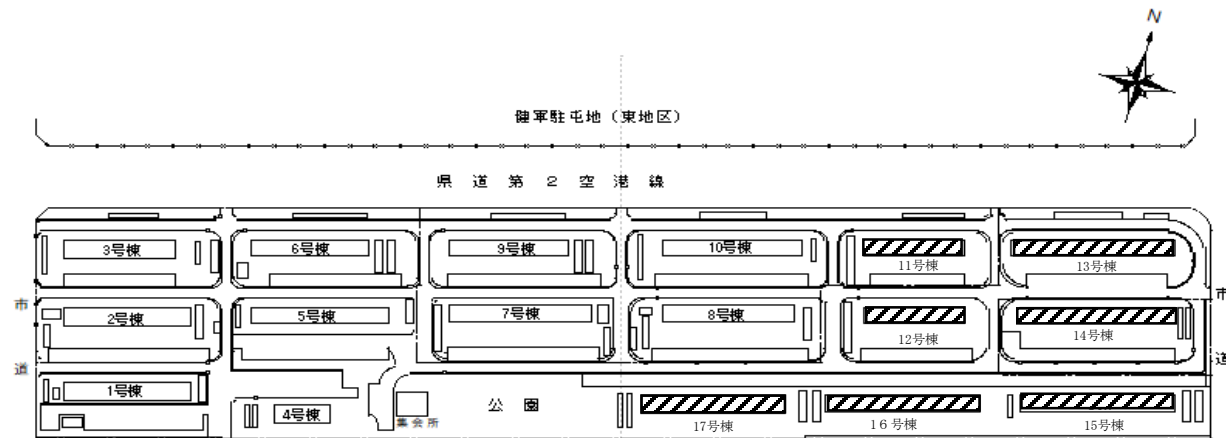 N
健軍駐屯地（東地区）
県道第２空港線
3号棟
6号棟
9号棟
10号棟
11号棟
13号棟
市道
2号棟
5号棟
7号棟
8号棟
12号棟
14号棟
市道
1号棟
4号棟
集会所
公園
17号棟
１６号棟
15号棟